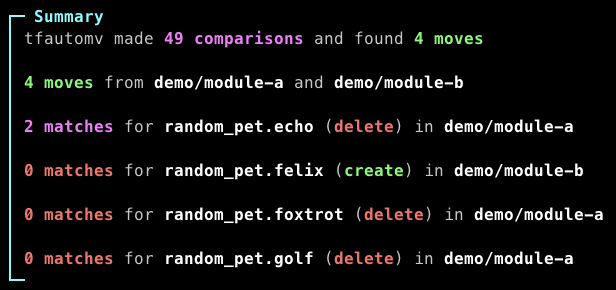 Summary
tfautomv made 49 comparisons and found 4 moves
4 moves from demo/module-a and demo/module-b
2 matches for random_pet.echo (delete) in demo/module-a
0 matches for random_pet.felix (create) in demo/module-b
0 matches for random_pet.foxtrot (delete) in demo/module-a
0 matches for random_pet.golf (delete) in demo/module-a